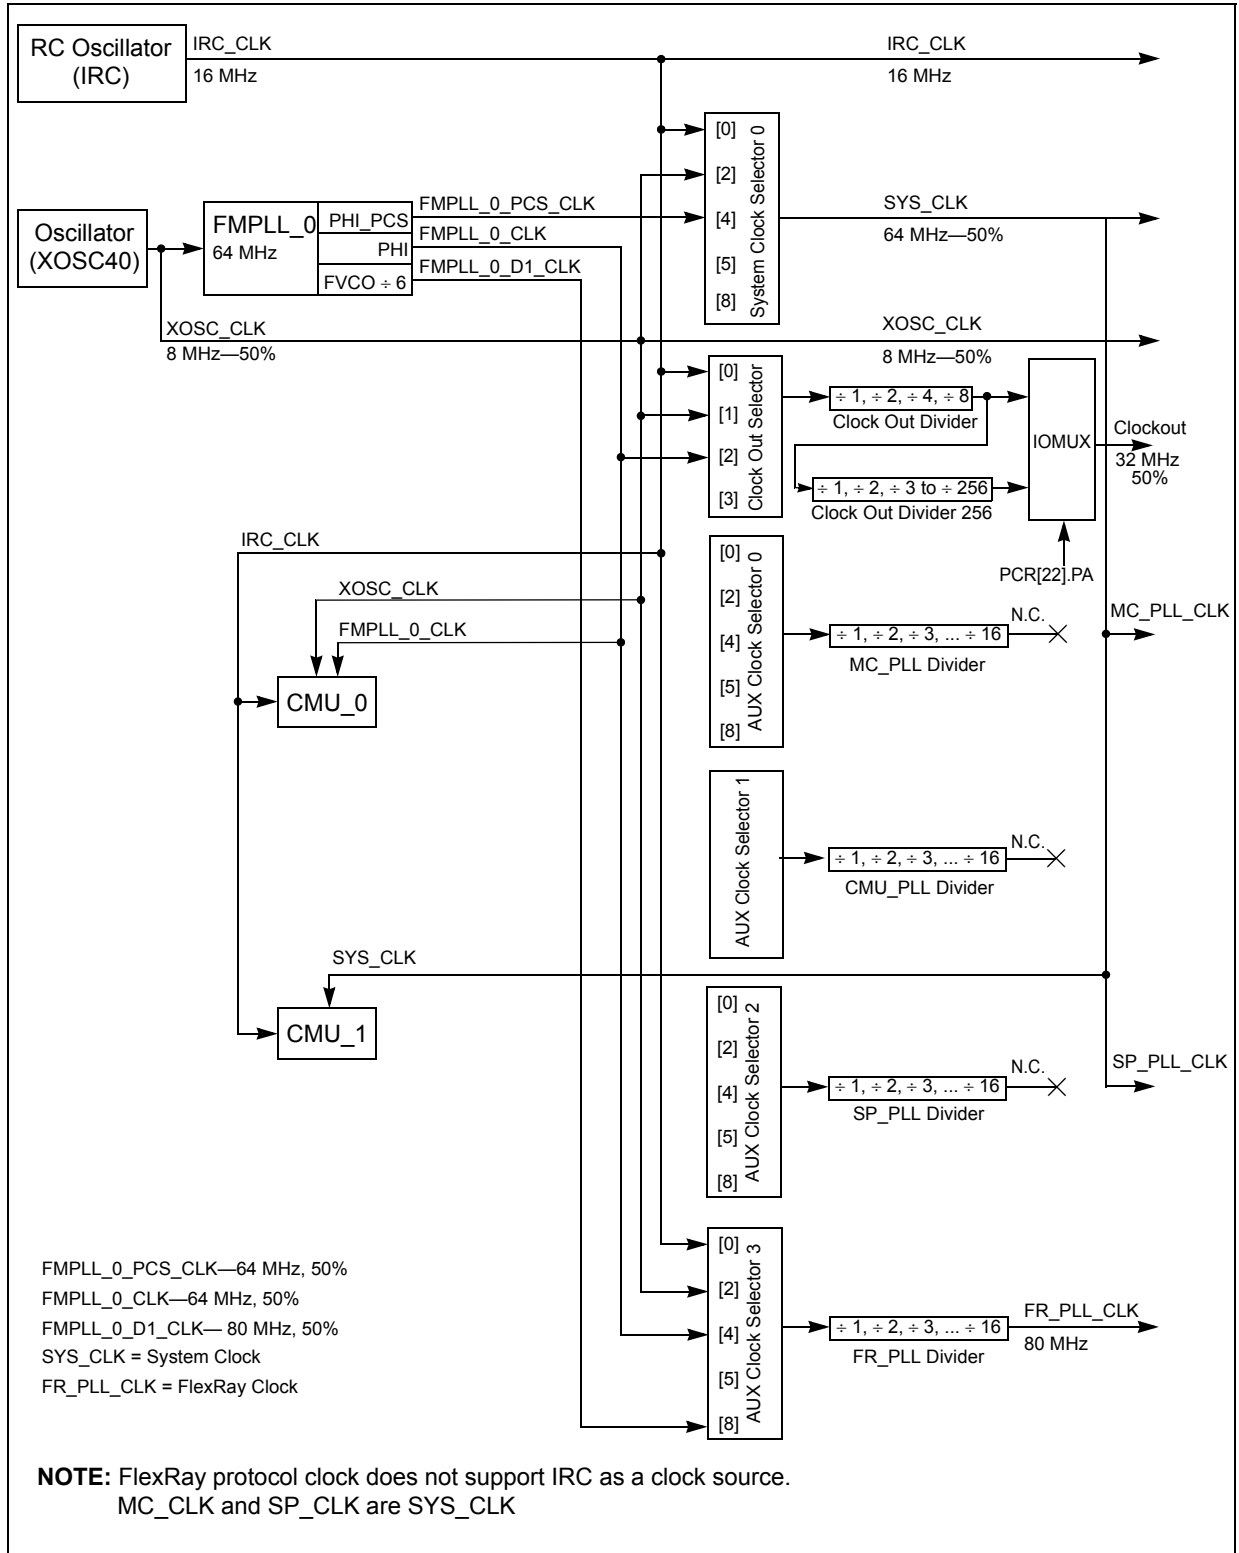 RC Oscillator
(IRC)
IRC_CLK
16 MHz
IRC_CLK
16 MHz
[0]
[2]
[4]
[5]
[8]
System Clock Selector 0
Oscillator
(XOSC40)
FMPLL_0
64 MHz
PHI_PCS
PHI
FVCO ÷ 6
FMPLL_0_PCS_CLK
FMPLL_0_CLK
FMPLL_0_D1_CLK
SYS_CLK
64 MHz—50%
XOSC_CLK
8 MHz—50%
XOSC_CLK
8 MHz—50%
[0]
[1]
[2]
[3]
Clock Out Selector
÷ 1, ÷ 2, ÷ 4, ÷ 8
Clock Out Divider
÷ 1, ÷ 2, ÷ 3 to ÷ 256
Clock Out Divider 256
IOMUX
Clockout
32 MHz
50%
PCR[22].PA
IRC_CLK
XOSC_CLK
FMPLL_0_CLK
CMU_0
[0]
[2]
[4]
[5]
[8]
AUX Clock Selector 0
÷ 1, ÷ 2, ÷ 3, ... ÷ 16
MC_PLL Divider
N.C.
MC_PLL_CLK
AUX Clock Selector 1
÷ 1, ÷ 2, ÷ 3, ... ÷ 16
CMU_PLL Divider
N.C.
SYS_CLK
CMU_1
[0]
[2]
[4]
[5]
[8]
AUX Clock Selector 2
÷ 1, ÷ 2, ÷ 3, ... ÷ 16
SP_PLL Divider
N.C.
SP_PLL_CLK
[0]
[2]
[4]
[5]
[8]
AUX Clock Selector 3
÷ 1, ÷ 2, ÷ 3, ... ÷ 16
FR_PLL Divider
FR_PLL_CLK
80 MHz
FMPLL_0_PCS_CLK—64 MHz, 50%
FMPLL_0_CLK—64 MHz, 50%
FMPLL_0_D1_CLK— 80 MHz, 50%
SYS_CLK = System Clock
FR_PLL_CLK = FlexRay Clock
NOTE: FlexRay protocol clock does not support IRC as a clock source.
MC_CLK and SP_CLK are SYS_CLK